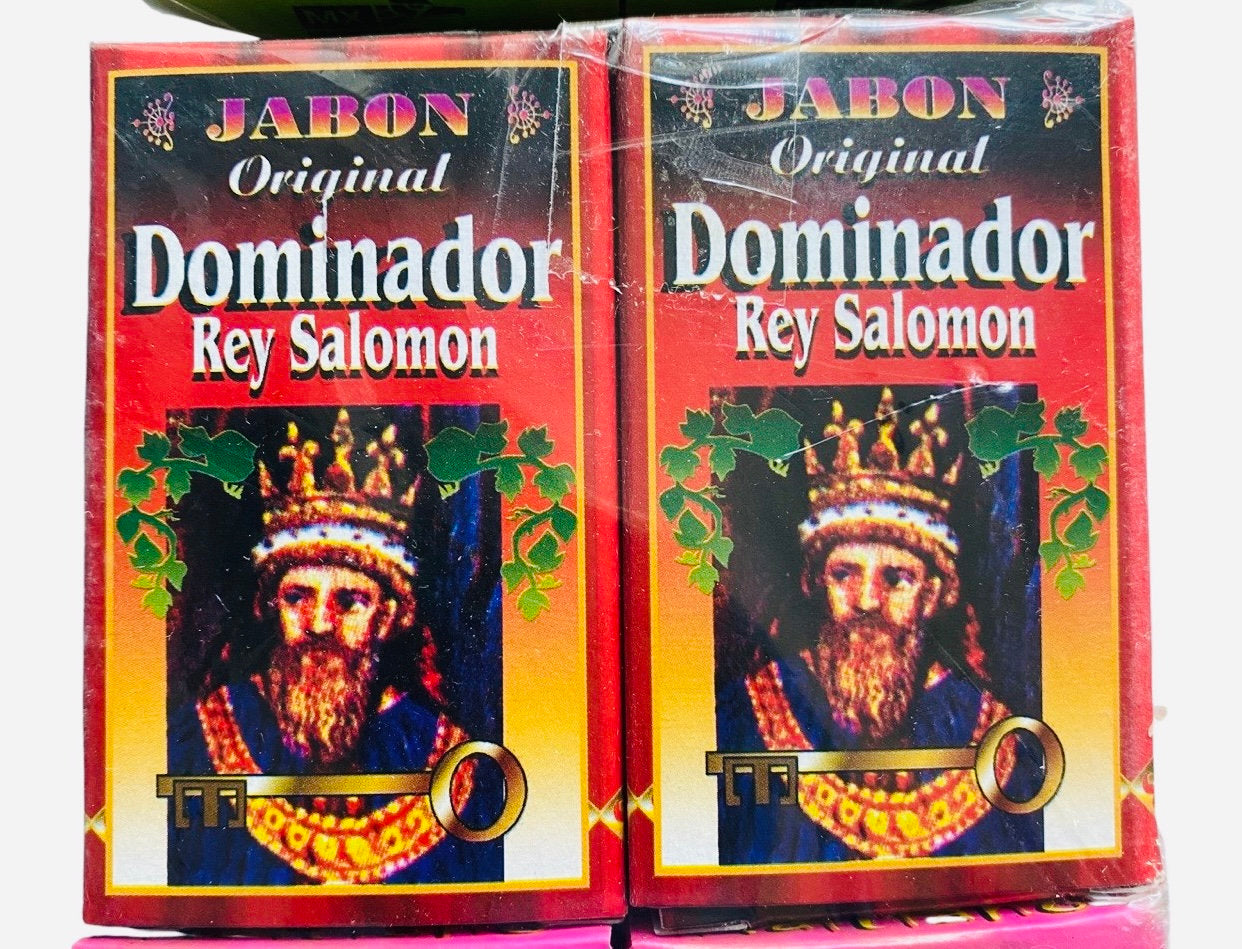 JABON
Original
Dominador
Rey Salomon
JABON
Original
Dominador
Rey Salomon